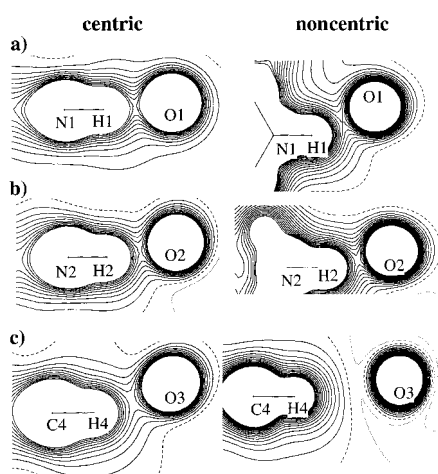 centric noncentric
a)
N1 H1 O1 N1 H1 O1
b)
N2 H2 O2 N2 H2 O2
c)
C4 H4 O3 C4 H4 O3